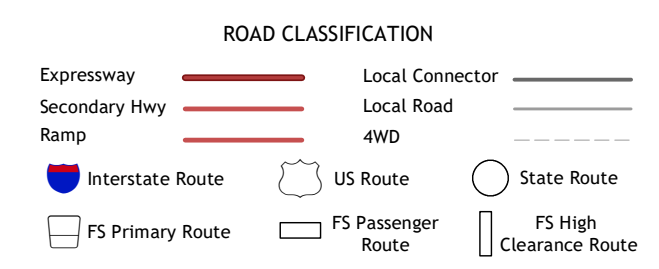 ROAD CLASSIFICATION
Expressway
Local Connector
Secondary Hwy
Local Road
Ramp
4WD
Interstate Route
US Route
State Route
FS Primary Route
FS Passenger
Route
FS High
Clearance Route